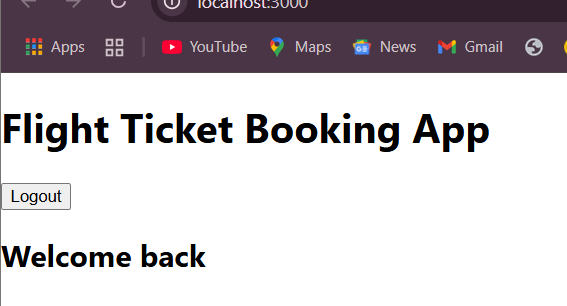 localhost:3000
Apps
YouTube
Maps
News
Gmail
Flight Ticket Booking App
Logout
Welcome back